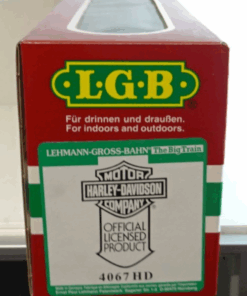 L·G·B·
Für drinnen und draußen.
For indoors and outdoors.
LEHMANN-GROSS-BAHN® The Big Train
MOTOR
HARLEY-DAVIDSON
COMPANY
OFFICIAL
LICENSED
PRODUCT
4067 HD